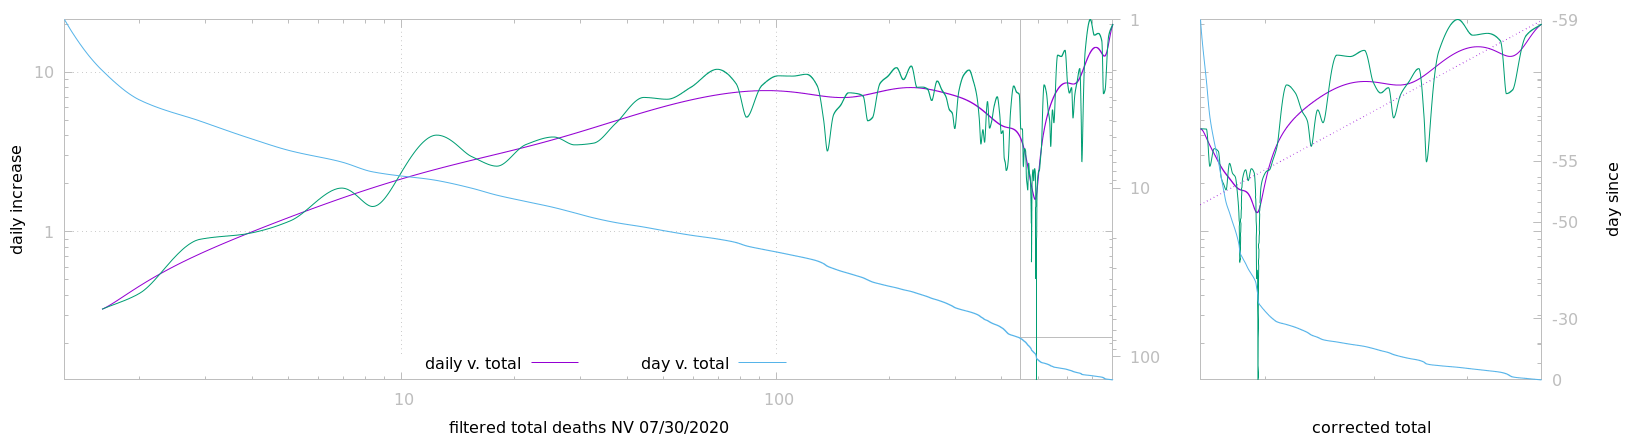 daily increase
10
1
daily v. total
day v. total
10
100
1
10
100
filtered total deaths NV 07/30/2020
-59
-55
-50
-30
0
day since
corrected total